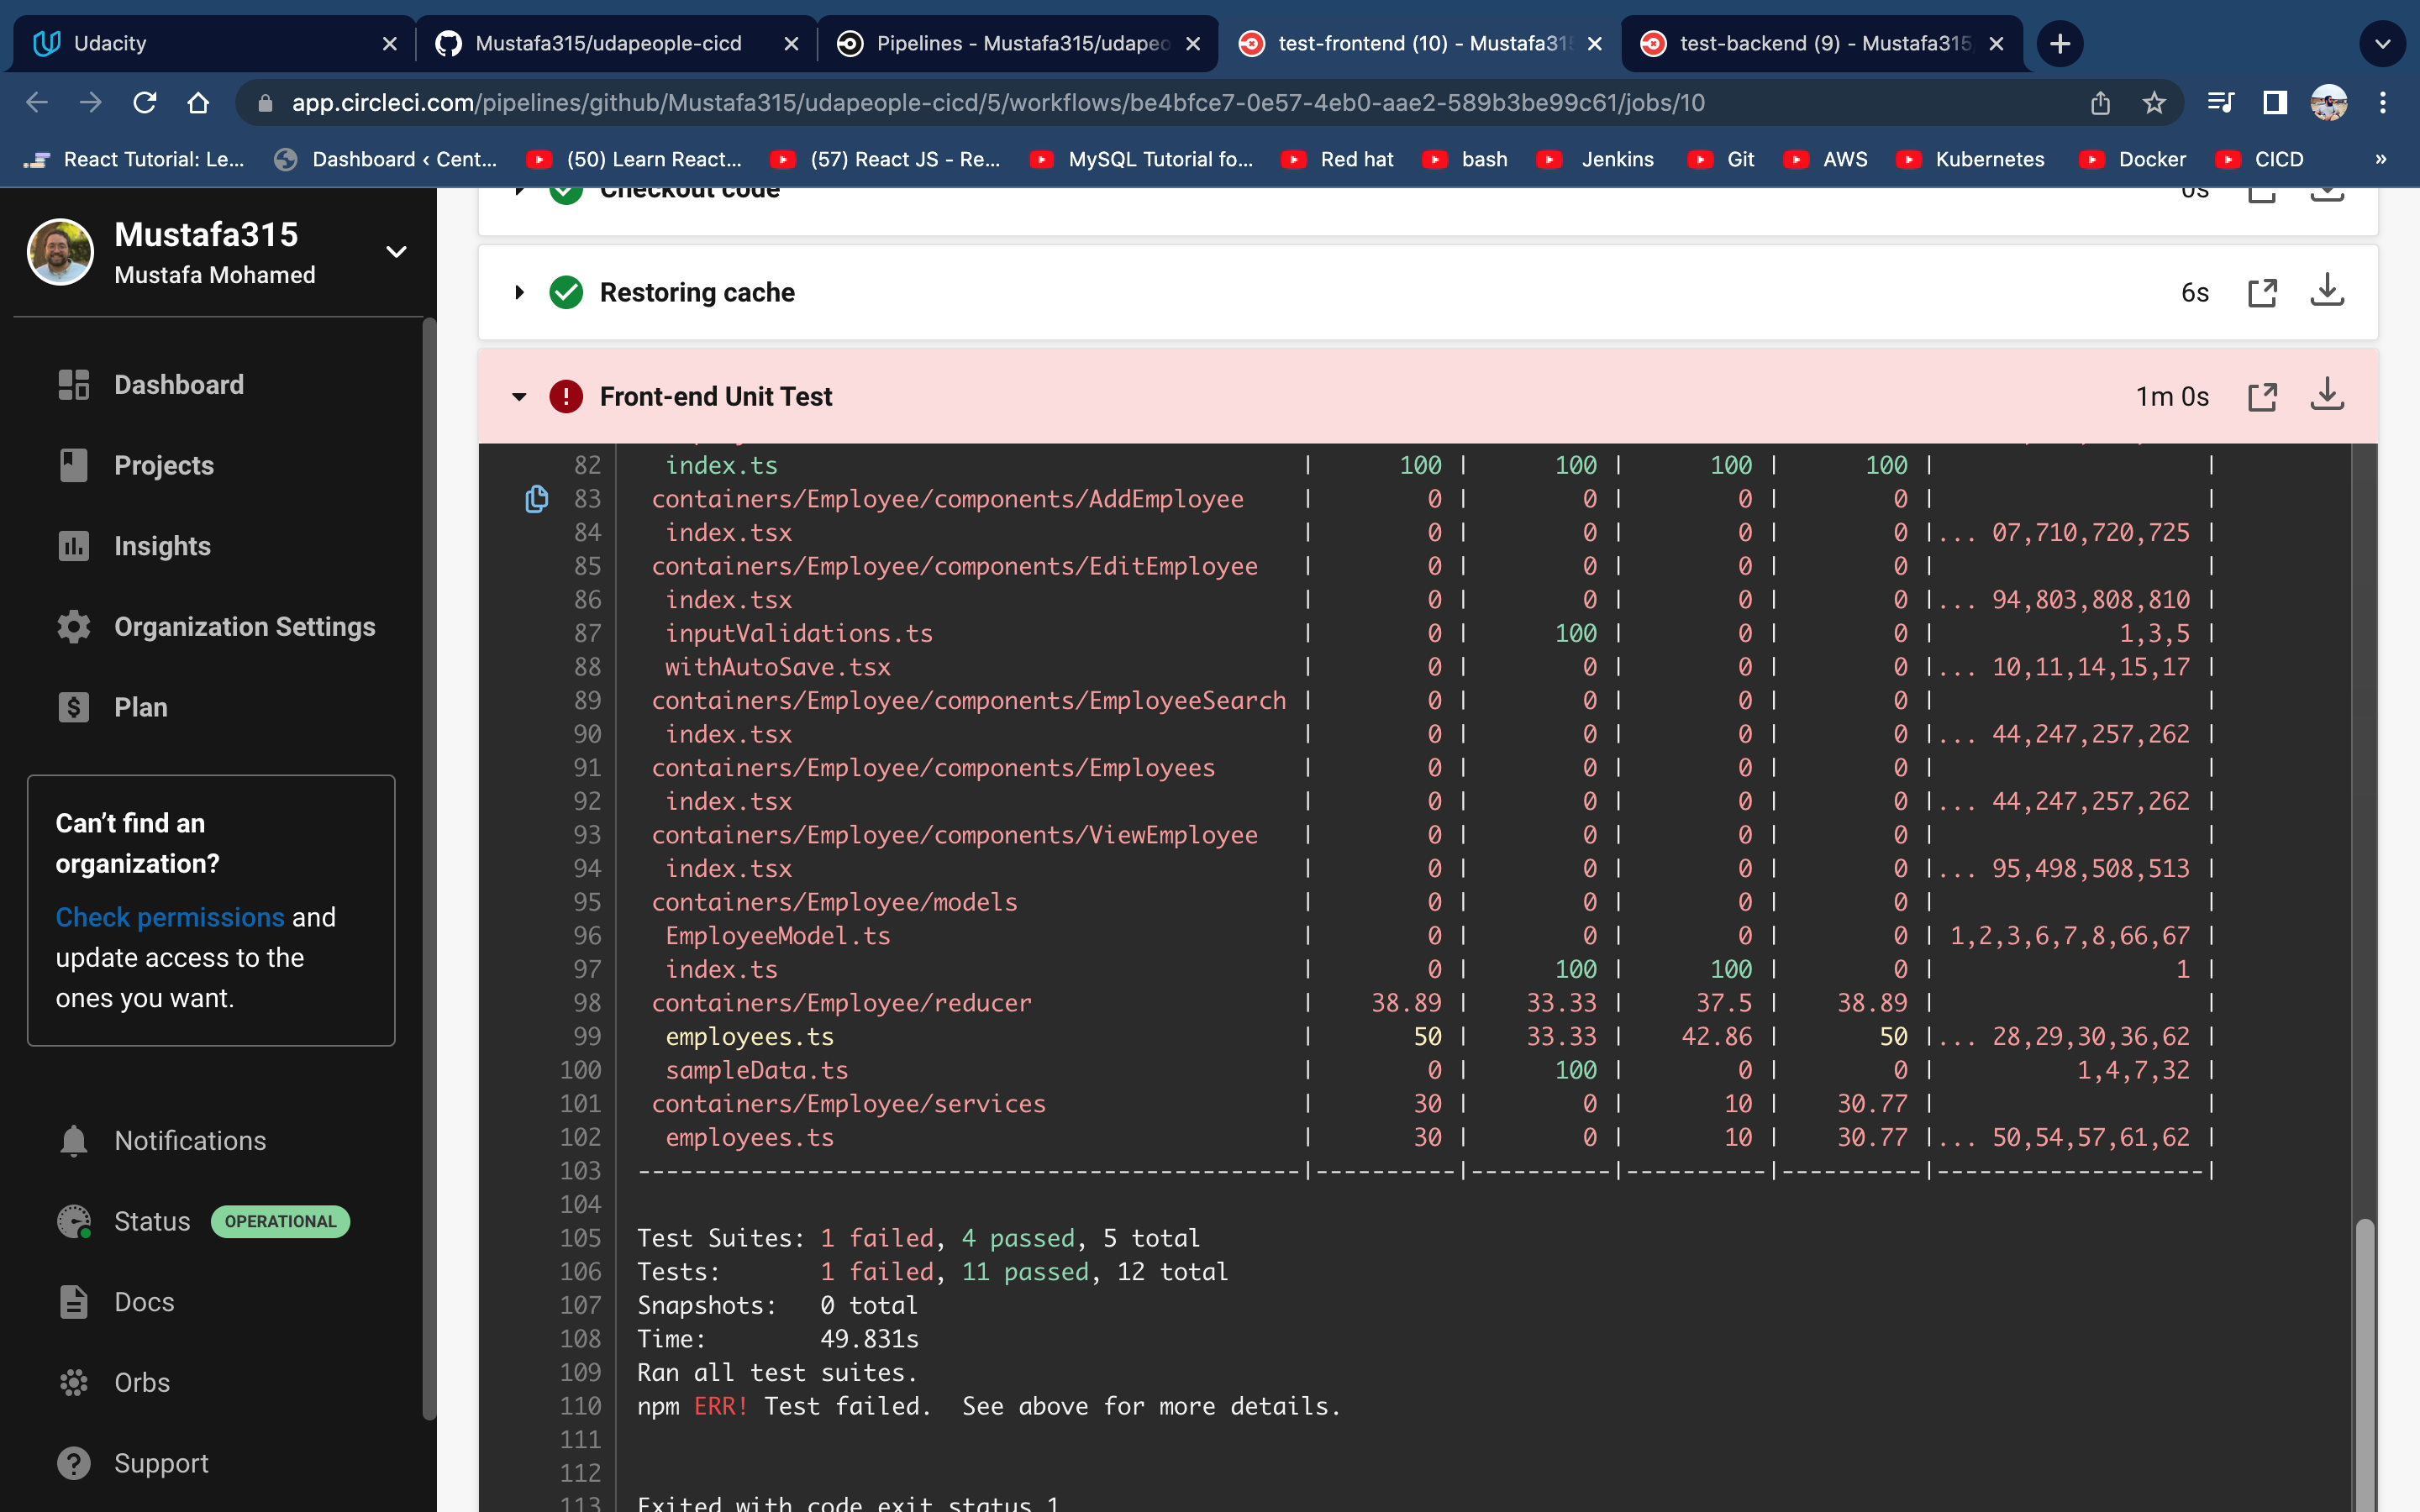 Udacity
Mustafa315/udapeople-cicd
Pipelines - Mustafa315/udapeo
test-frontend (10) - Mustafa315
test-backend (9) - Mustafa315
app.circleci.com/pipelines/github/Mustafa315/udapeople-cicd/5/workflows/be4bfce7-0e57-4eb0-aae2-589b3be99c61/jobs/10
React Tutorial: Le...
Dashboard ‹ Cent...
(50) Learn React...
(57) React JS - Re...
MySQL Tutorial fo...
Red hat
bash
Jenkins
Git
AWS
Kubernetes
Docker
CICD
»
Mustafa315
Mustafa Mohamed
Dashboard
Projects
Insights
Organization Settings
Plan
Can't find an
organization?
Check permissions and
update access to the
ones you want.
Notifications
Status OPERATIONAL
Docs
Orbs
Support
Checkout code 0s
Restoring cache 6s
Front-end Unit Test 1m 0s
82 index.ts | 100 | 100 | 100 | 100 | |
83 containers/Employee/components/AddEmployee | 0 | 0 | 0 | 0 | |
84 index.tsx | 0 | 0 | 0 | 0 |... 07,710,720,725 |
85 containers/Employee/components/EditEmployee | 0 | 0 | 0 | 0 | |
86 index.tsx | 0 | 0 | 0 | 0 |... 94,803,808,810 |
87 inputValidations.ts | 0 | 100 | 0 | 0 | 1,3,5 |
88 withAutoSave.tsx | 0 | 0 | 0 | 0 |... 10,11,14,15,17 |
89 containers/Employee/components/EmployeeSearch | 0 | 0 | 0 | 0 | |
90 index.tsx | 0 | 0 | 0 | 0 |... 44,247,257,262 |
91 containers/Employee/components/Employees | 0 | 0 | 0 | 0 | |
92 index.tsx | 0 | 0 | 0 | 0 |... 44,247,257,262 |
93 containers/Employee/components/ViewEmployee | 0 | 0 | 0 | 0 | |
94 index.tsx | 0 | 0 | 0 | 0 |... 95,498,508,513 |
95 containers/Employee/models | 0 | 0 | 0 | 0 | |
96 EmployeeModel.ts | 0 | 0 | 0 | 0 | 1,2,3,6,7,8,66,67 |
97 index.ts | 0 | 100 | 100 | 0 | 1 |
98 containers/Employee/reducer | 38.89 | 33.33 | 37.5 | 38.89 | |
99 employees.ts | 50 | 33.33 | 42.86 | 50 |... 28,29,30,36,62 |
100 sampleData.ts | 0 | 100 | 0 | 0 | 1,4,7,32 |
101 containers/Employee/services | 30 | 0 | 10 | 30.77 | |
102 employees.ts | 30 | 0 | 10 | 30.77 |... 50,54,57,61,62 |
103 -----------------------------------------------|----------|----------|----------|----------|-------------------|
104
105 Test Suites: 1 failed, 4 passed, 5 total
106 Tests: 1 failed, 11 passed, 12 total
107 Snapshots: 0 total
108 Time: 49.831s
109 Ran all test suites.
110 npm ERR! Test failed. See above for more details.
111
112
113 Exited with code exit status 1